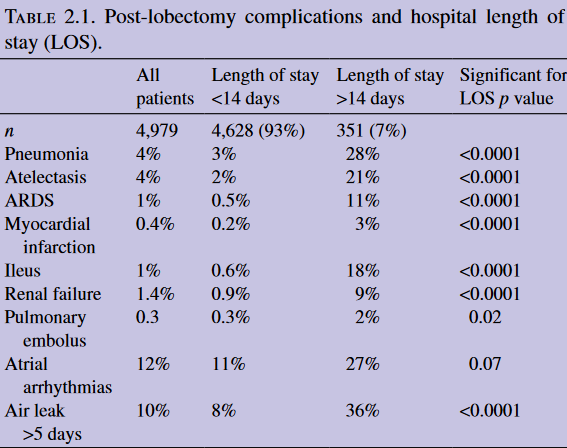 TABLE 2.1. Post-lobectomy complications and hospital length of
stay (LOS).
All patients Length of stay <14 days Length of stay >14 days Significant for LOS p value
n 4,979 4,628 (93%) 351 (7%)
Pneumonia 4% 3% 28% <0.0001
Atelectasis 4% 2% 21% <0.0001
ARDS 1% 0.5% 11% <0.0001
Myocardial infarction 0.4% 0.2% 3% <0.0001
Ileus 1% 0.6% 18% <0.0001
Renal failure 1.4% 0.9% 9% <0.0001
Pulmonary embolus 0.3 0.3% 2% 0.02
Atrial arrhythmias 12% 11% 27% 0.07
Air leak >5 days 10% 8% 36% <0.0001